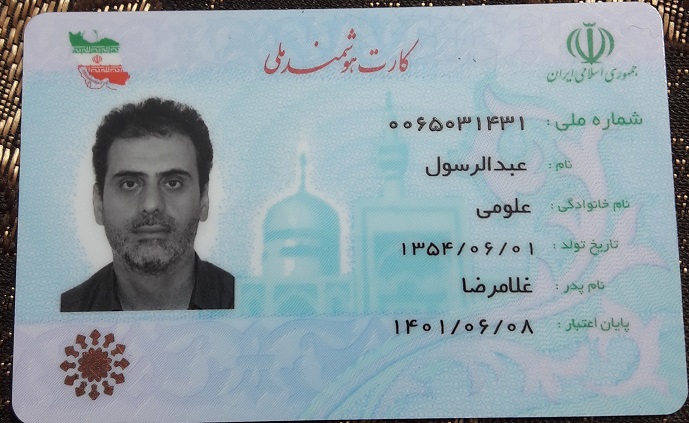 کارت هوشمند ملی
جمهوری اسلامی ایران
شماره ملی : ۰۰۶۵۰۳۱۴۳۱
نام : عبدالرسول
نام خانوادگی : علومی
تاریخ تولد : ۱۳۵۴/۰۶/۰۱
نام پدر : غلامرضا
پایان اعتبار : ۱۴۰۱/۰۶/۰۸